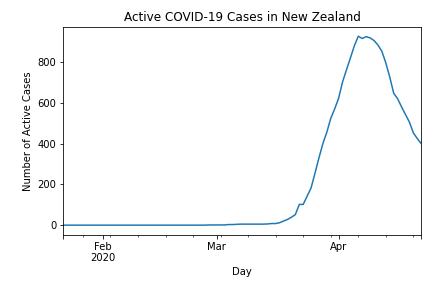 Active COVID-19 Cases in New Zealand
Number of Active Cases
800
600
400
200
0
Feb
2020
Mar
Apr
Day